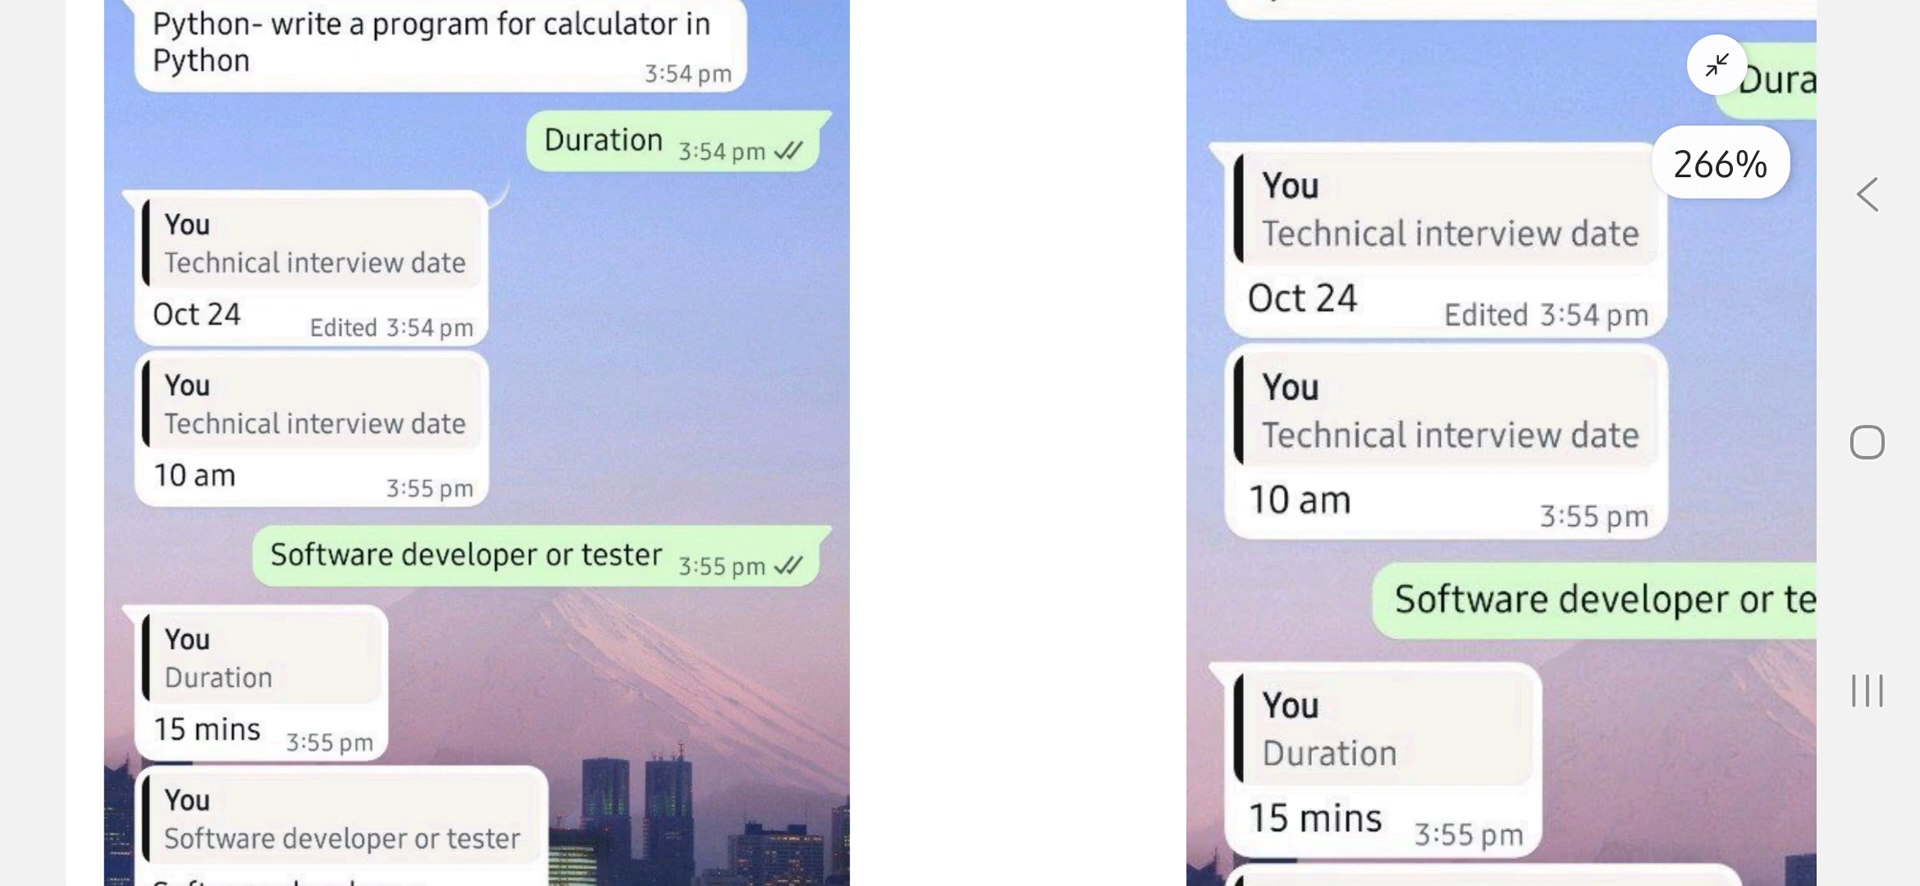 Python- write a program for calculator in
Python
3:54 pm
Duration 3:54 pm
You
Technical interview date
Oct 24 Edited 3:54 pm
You
Technical interview date
10 am 3:55 pm
Software developer or tester 3:55 pm
You
Duration
15 mins 3:55 pm
You
Software developer or tester
Dura
266%
You
Technical interview date
Oct 24 Edited 3:54 pm
You
Technical interview date
10 am 3:55 pm
Software developer or te
You
Duration
15 mins 3:55 pm